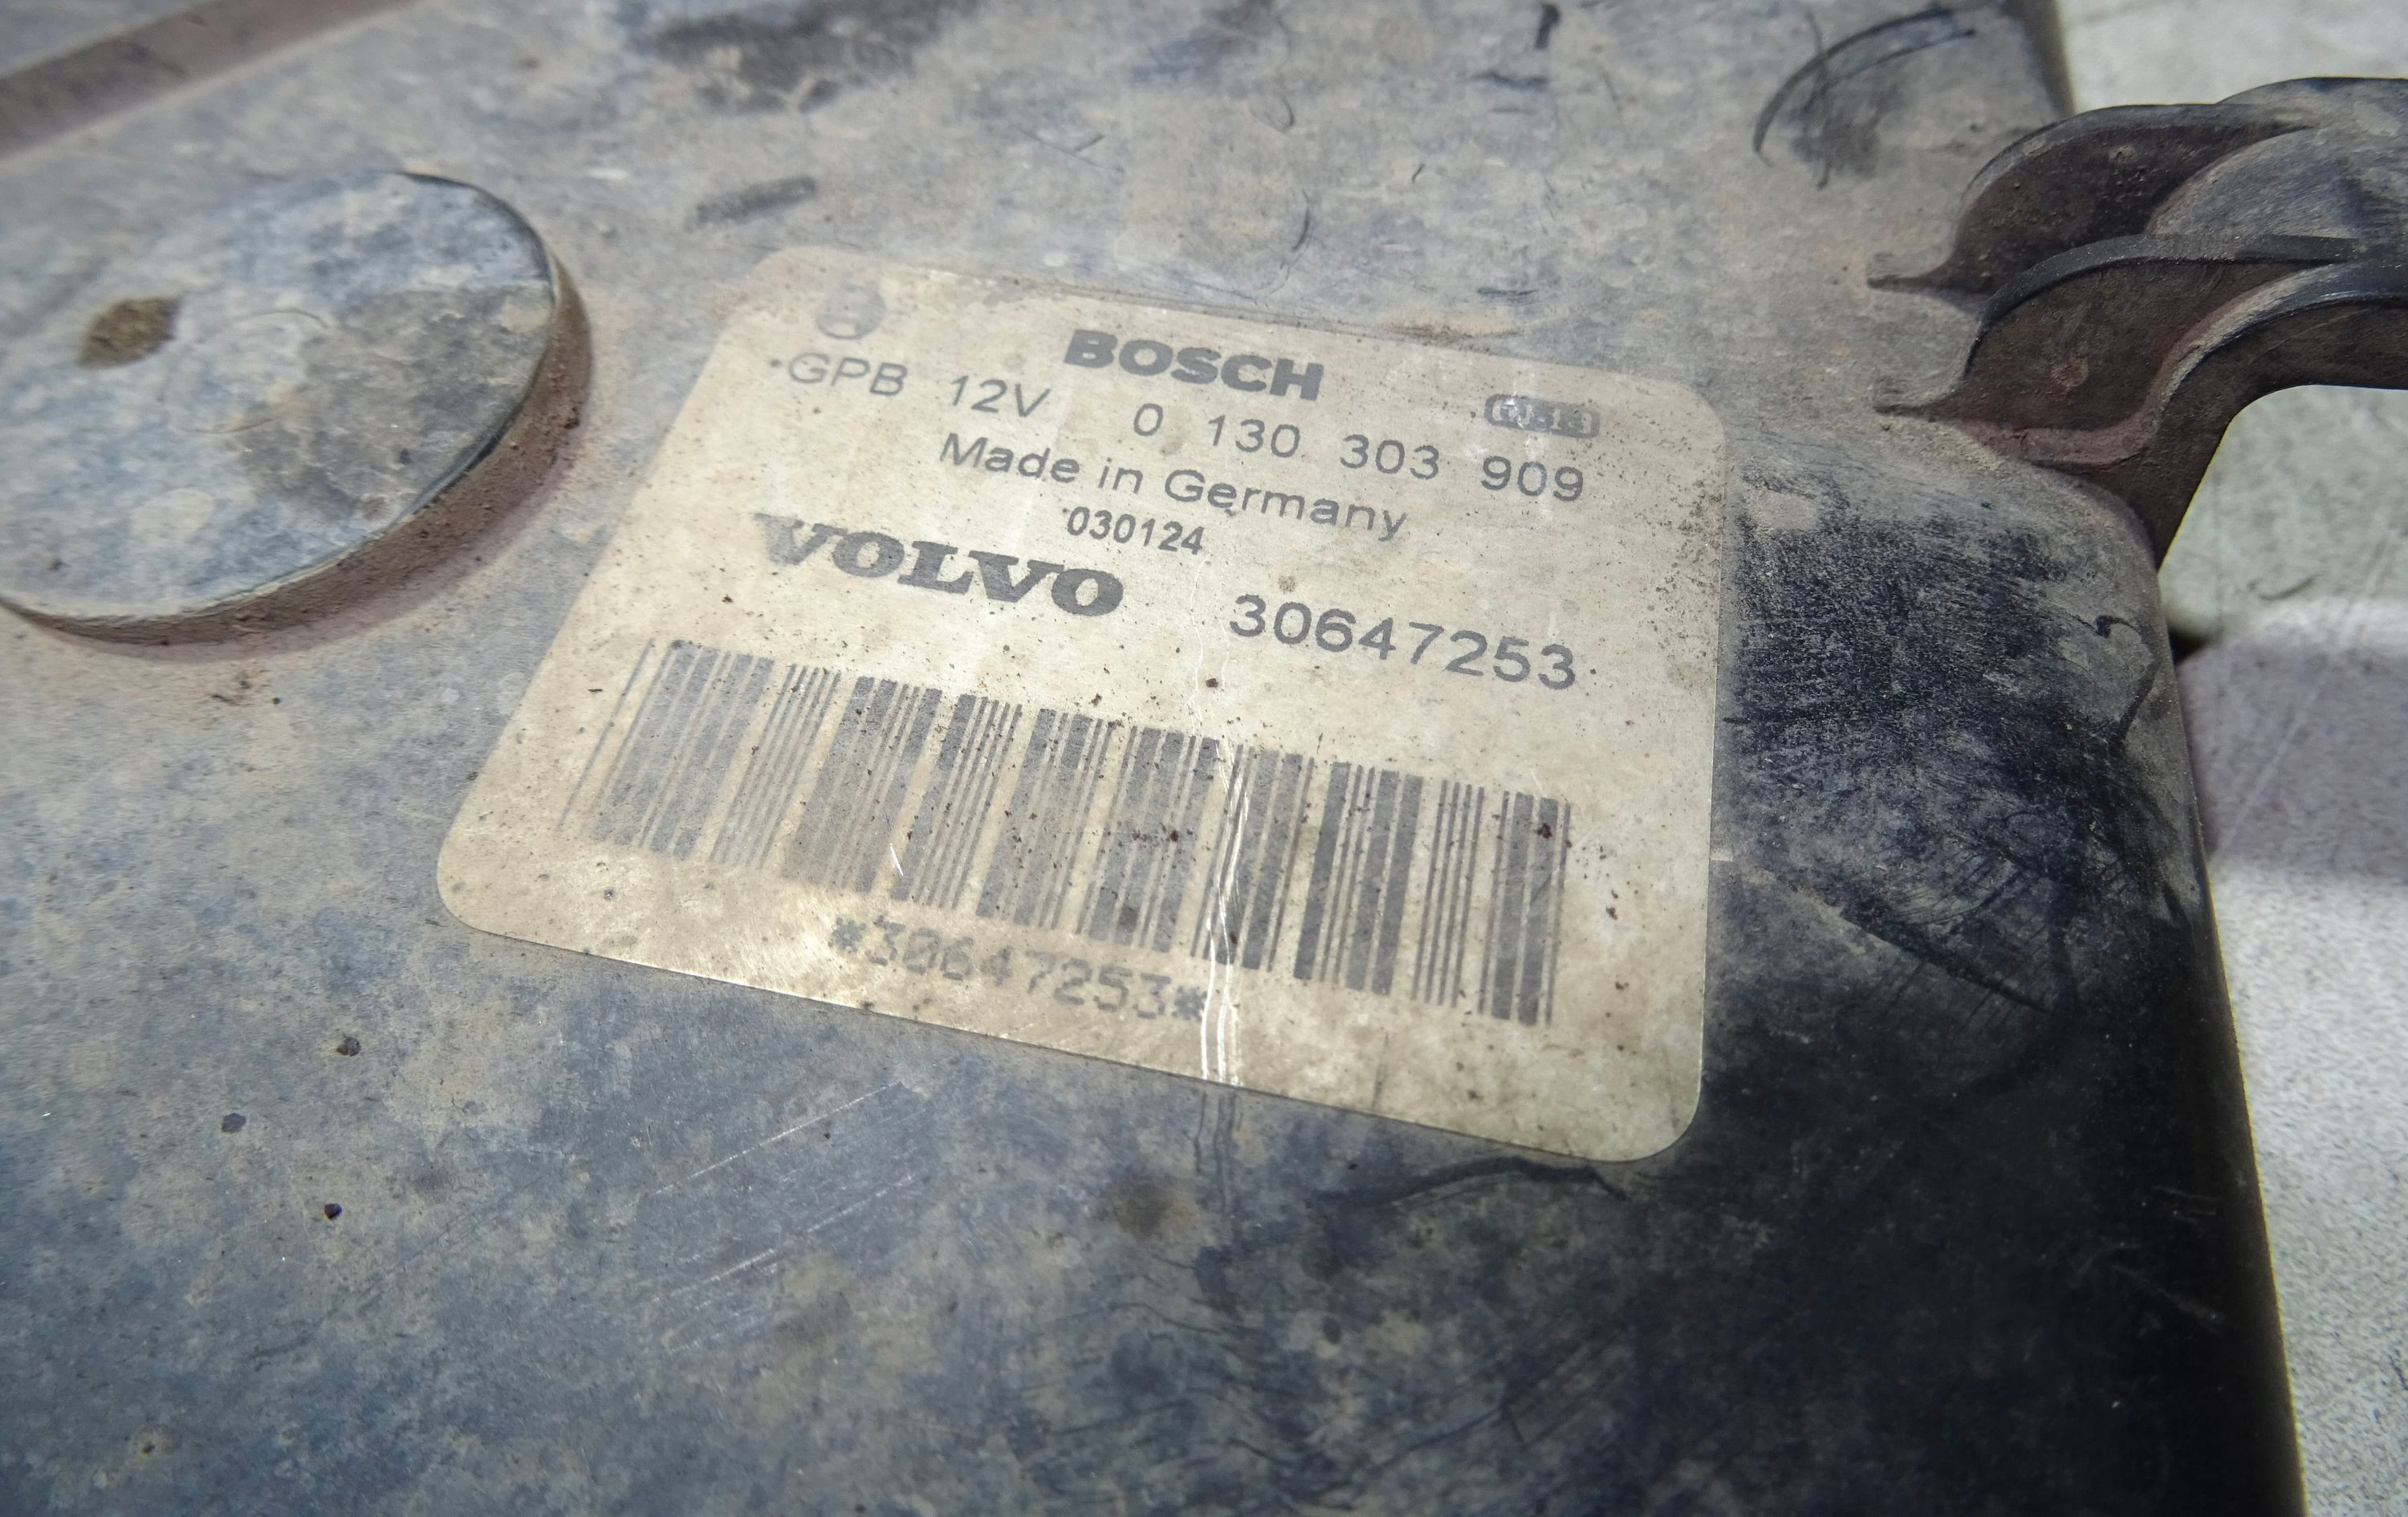 BOSCH
GPB 12V 0 130 303 909
Made in Germany
030124
VOLVO 30647253
*30647253*